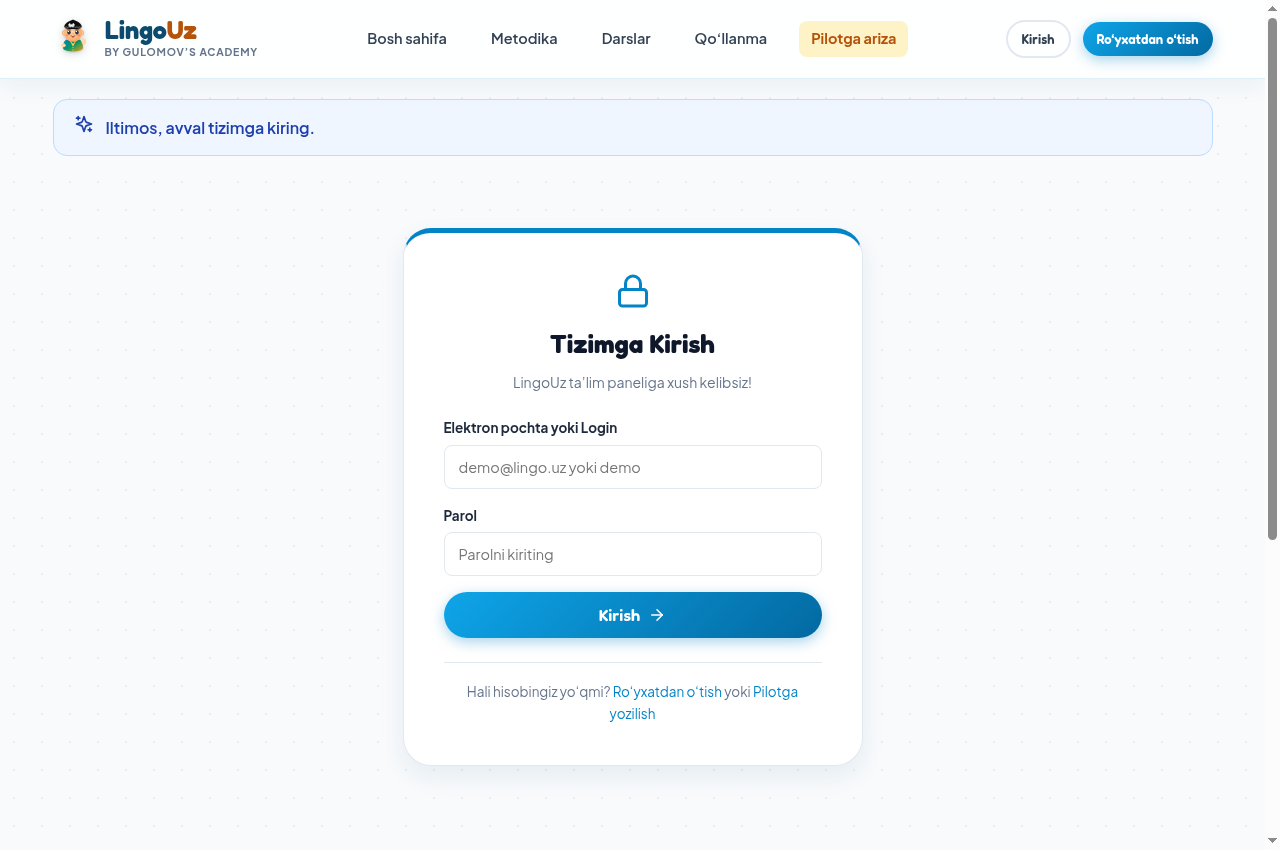 LingoUz
BY GULOMOV'S ACADEMY
Bosh sahifa
Metodika
Darslar
Qo‘llanma
Pilotga ariza
Kirish
Ro‘yxatdan o‘tish
Iltimos, avval tizimga kiring.
Tizimga Kirish
LingoUz ta’lim paneliga xush kelibsiz!
Elektron pochta yoki Login
demo@lingo.uz yoki demo
Parol
Parolni kiriting
Kirish →
Hali hisobingiz yo‘qmi? Ro‘yxatdan o‘tish yoki Pilotga
yozilish